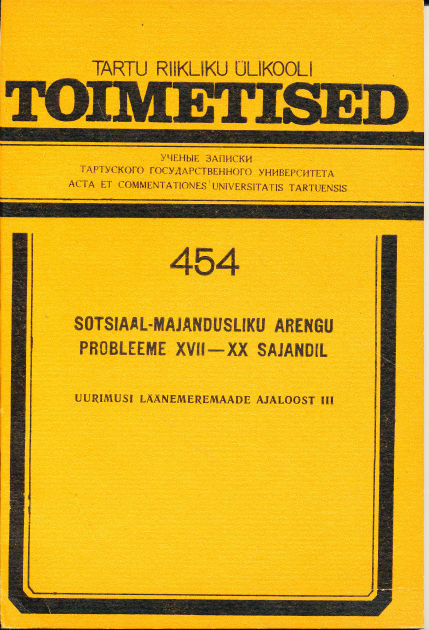 TARTU RIIKLIKU ÜLIKOOLI
TOIMETISED
УЧЕНЫЕ ЗАПИСКИ
ТАРТУСКОГО ГОСУДАРСТВЕННОГО УНИВЕРСИТЕТА
ACTA ET COMMENTATIONES UNIVERSITATIS TARTUENSIS
454
SOTSIAAL-MAJANDUSLIKU ARENGU
PROBLEEME XVII—XX SAJANDIL
UURIMUSI LÄÄNEMEREMAADE AJALOOST III